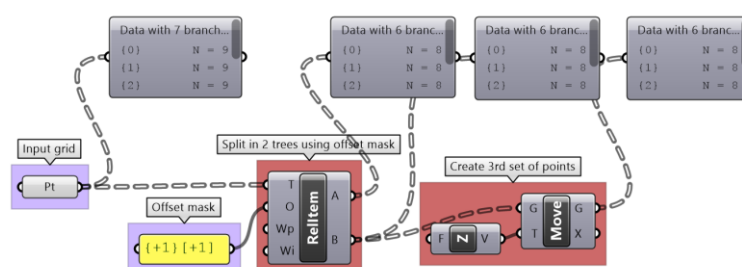 Data with 7 branch...
{0} N = 9
{1} N = 9
{2} N = 9
Data with 6 branc...
{0} N = 8
{1} N = 8
{2} N = 8
Data with 6 branc...
{0} N = 8
{1} N = 8
{2} N = 8
Data with 6 branc...
{0} N = 8
{1} N = 8
{2} N = 8
Input grid
Pt
Offset mask
{+1}[+1]
Split in 2 trees using offset mask
T
O
Wp
Wi
RelItem
A
B
Create 3rd set of points
F
Z
V
G
T
Move
G
X